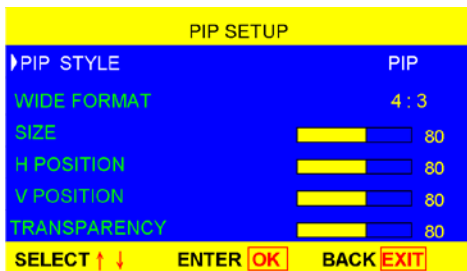 PIP SETUP
PIP STYLE PIP
WIDE FORMAT 4 : 3
SIZE 80
H POSITION 80
V POSITION 80
TRANSPARENCY 80
SELECT ↑ ↓ ENTER OK BACK EXIT